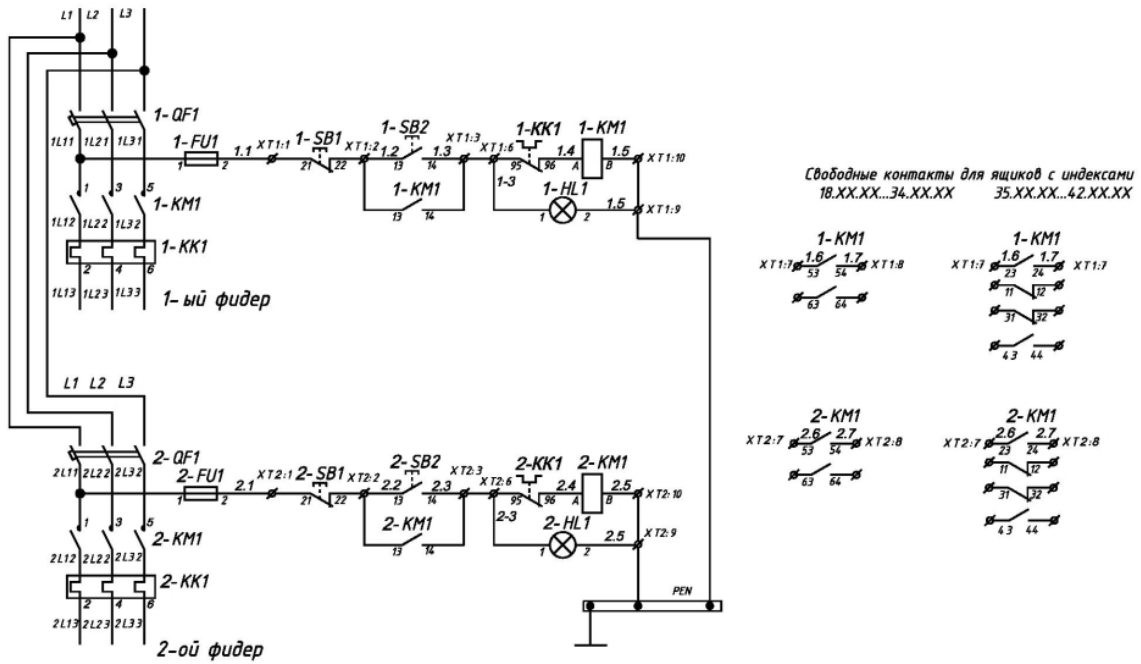 L1 L2 L3
1-QF1
1L11 1L21 1L31
1-FU1
1 2
1.1
XT1:1
1-SB1
21 22
XT1:2
1-SB2
1.2 1.3
13 14
XT1:3
XT1:6
1-KK1
95 96
1.4
1-KM1
A B
1.5
XT1:10
1-KM1
13 14
1-3
1-HL1
1 2
1.5
XT1:9
1 3 5
1-KM1
1L12 1L22 1L32
1-KK1
2 4 6
1L13 1L23 1L33
1-ый фидер
Свободные контакты для ящиков с индексами
18.XX.XX...34.XX.XX 35.XX.XX...42.XX.XX
1-KM1
XT1:7 1.6 1.7 XT1:8
53 54
63 64
1-KM1
XT1:7 1.6 1.7 XT1:7
23 24
11 12
31 32
43 44
L1 L2 L3
2-QF1
2L11 2L22 2L32
2-FU1
1 2
2.1
XT2:1
2-SB1
21 22
XT2:2
2-SB2
2.2 2.3
13 14
XT2:3
XT2:6
2-KK1
95 96
2.4
2-KM1
A B
2.5
XT2:10
2-KM1
13 14
2-3
2-HL1
1 2
2.5
XT2:9
1 3 5
2-KM1
2L12 2L22 2L32
2-KK1
2 4 6
2L13 2L23 2L33
2-ой фидер
PEN
2-KM1
XT2:7 2.6 2.7 XT2:8
53 54
63 64
2-KM1
XT2:7 2.6 2.7 XT2:8
23 24
11 12
31 32
43 44